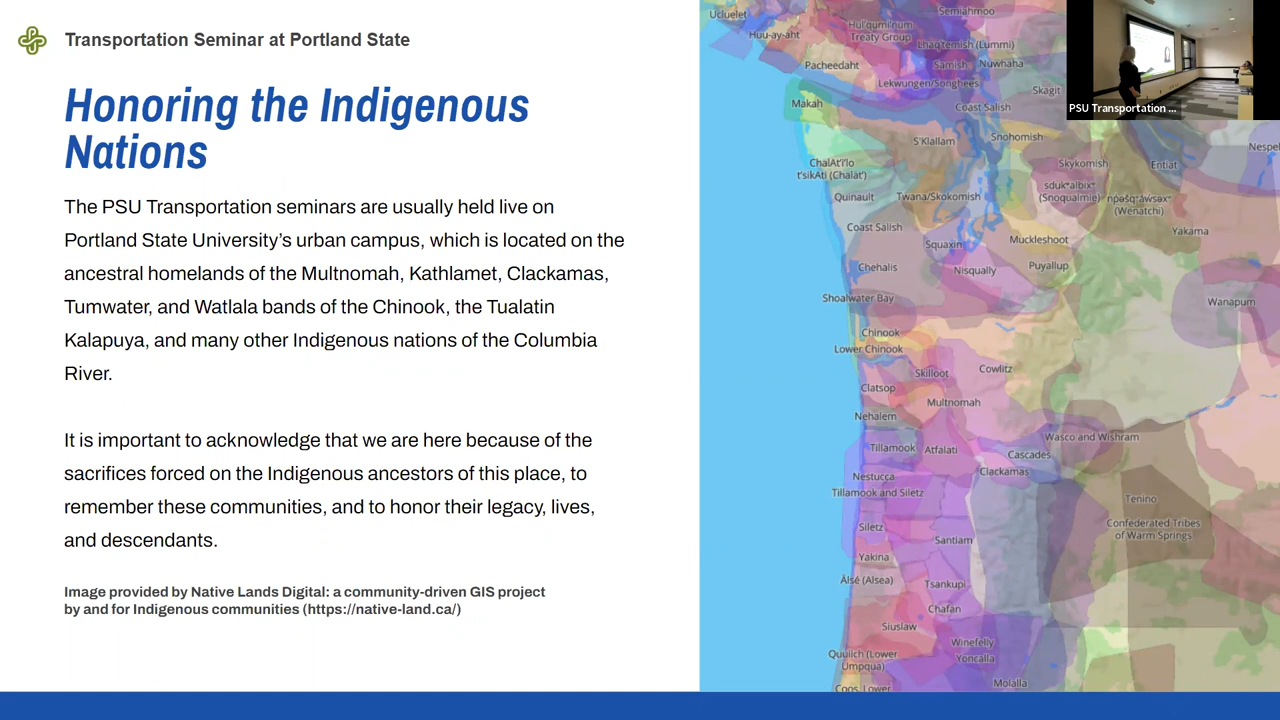 Transportation Seminar at Portland State
Honoring the Indigenous
Nations
The PSU Transportation seminars are usually held live on
Portland State University’s urban campus, which is located on the
ancestral homelands of the Multnomah, Kathlamet, Clackamas,
Tumwater, and Watlala bands of the Chinook, the Tualatin
Kalapuya, and many other Indigenous nations of the Columbia
River.
It is important to acknowledge that we are here because of the
sacrifices forced on the Indigenous ancestors of this place, to
remember these communities, and to honor their legacy, lives,
and descendants.
Image provided by Native Lands Digital: a community-driven GIS project
by and for Indigenous communities (https://native-land.ca/)
Ucluelet
Semiahmoo
Huu-ay-aht
Hul'qumi'num
Treaty Group
Lhaq'temish (Lummi)
Pacheedaht
Samish
Nuwhaha
Lekwungen/Songhees
Skagit
Makah
Coast Salish
S'Klallam
Snohomish
Nespel
ChalAt'i'lo
t'sikAti (Chalat')
Skykomish
Entiat
Quinault
Twana/Skokomish
(Snoqualmie)
(Wenatchi)
Coast Salish
Squaxin
Muckleshoot
Yakama
Chehalis
Nisqually
Puyallup
Shoalwater Bay
Wanapum
Chinook
Lower Chinook
Skilloot
Cowlitz
Clatsop
Multnomah
Nehalem
Wasco and Wishram
Tillamook
Atfalati
Cascades
Clackamas
Nestucca
Tillamook and Siletz
Tenino
Siletz
Santiam
Confederated Tribes
of Warm Springs
Yakina
Älsé (Alsea)
Tsankupi
Chafan
Siuslaw
Winefelly
Quuiich (Lower
Umpqua)
Yoncalla
Molalla
Coos, Lower
PSU Transportation ...